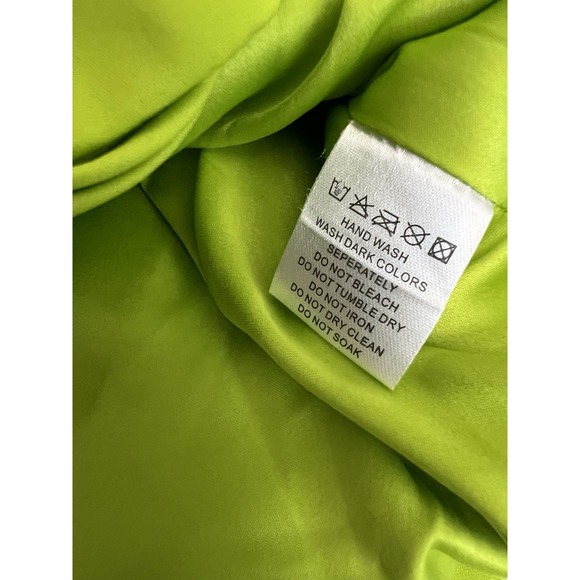 HAND WASH
WASH DARK COLORS
SEPERATELY
DO NOT BLEACH
DO NOT TUMBLE DRY
DO NOT IRON
DO NOT DRY CLEAN
DO NOT SOAK